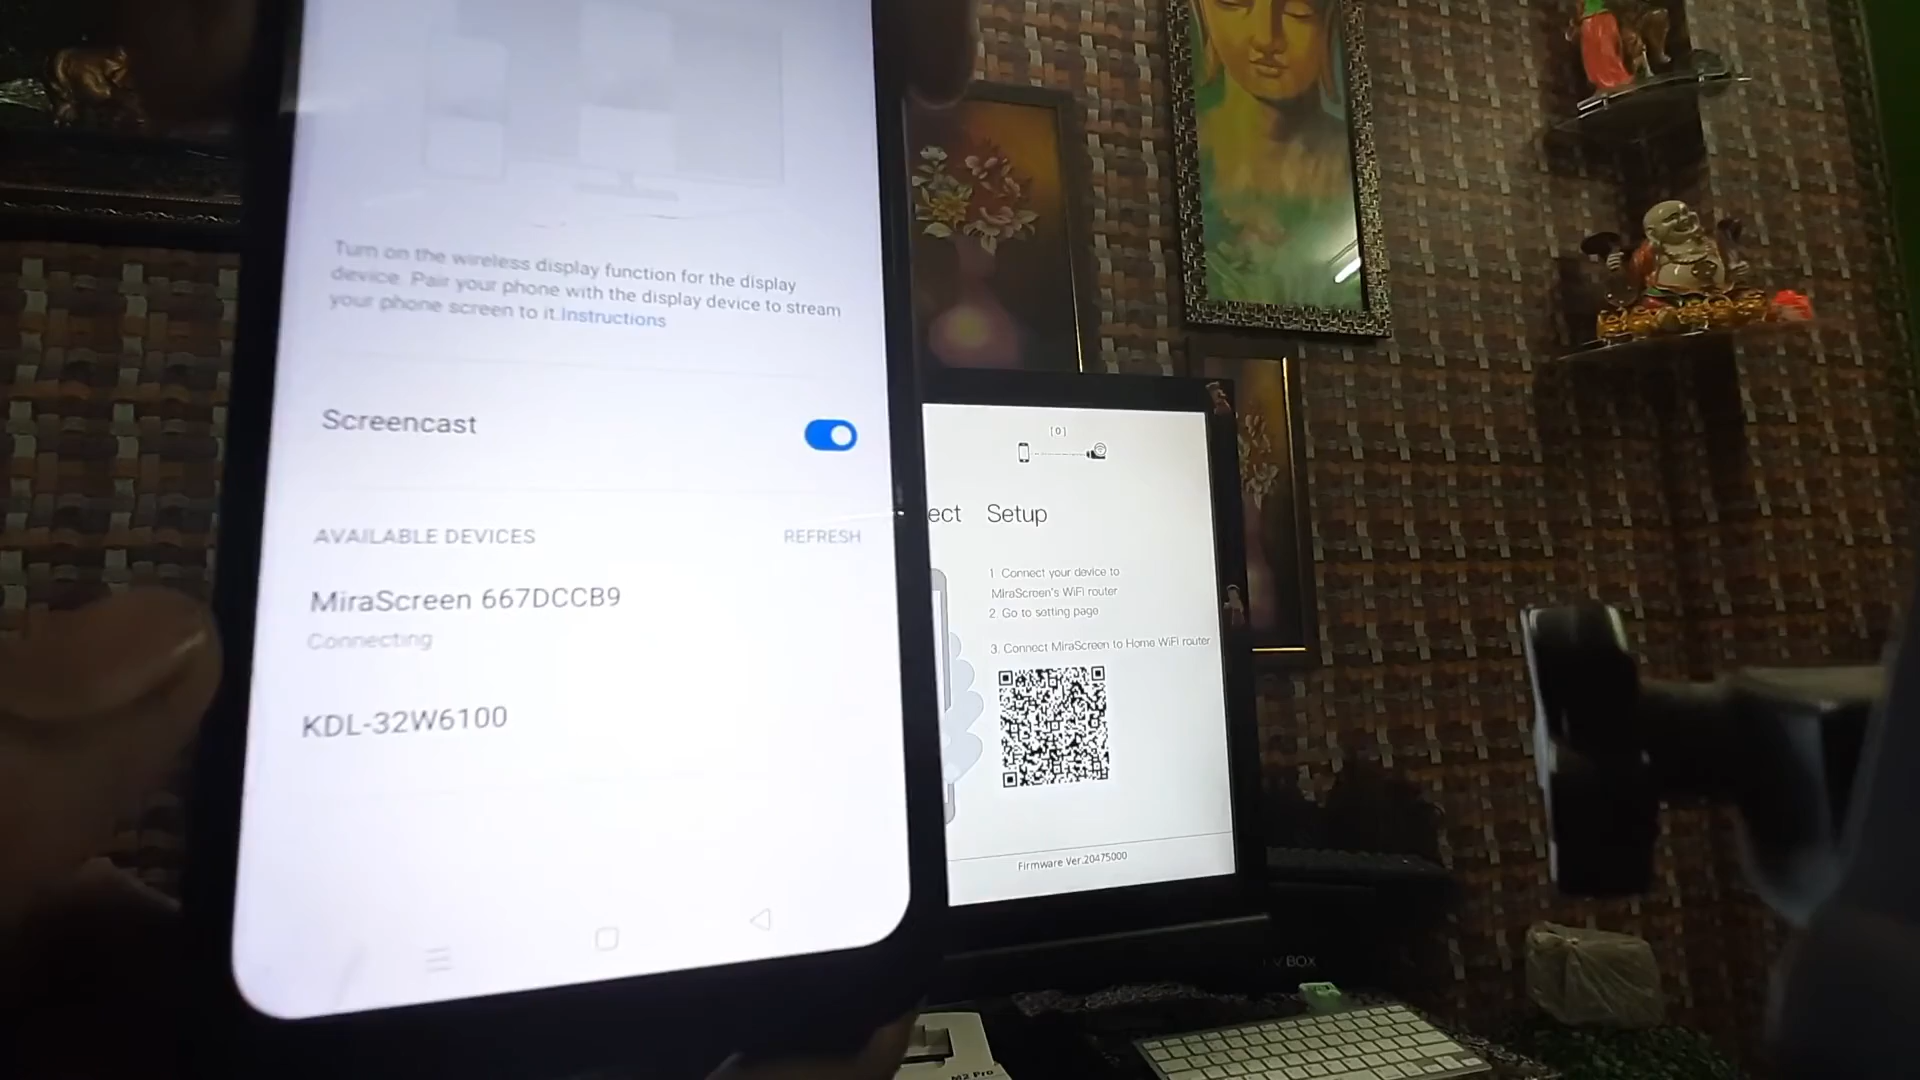 Turn on the wireless display function for the display
device. Pair your phone with the display device to stream
your phone screen to it.Instructions
Screencast
AVAILABLE DEVICES REFRESH
MiraScreen 667DCCB9
Connecting
KDL-32W6100
[0]
ect Setup
1 Connect your device to
MiraScreen's WiFi router
2. Go to setting page
3. Connect MiraScreen to Home WiFi router
Firmware Ver.20475000
BOX
M2 Pro